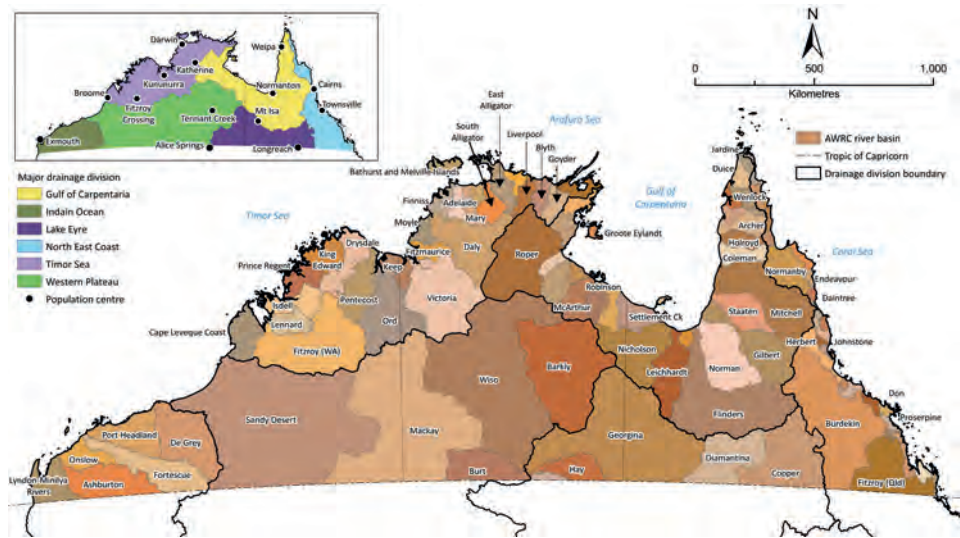 Darwin
Weipa
Katherine
Kununurra
Normanton
Cairns
Broome
Fitzroy
Crossing
Mt Isa
Townsville
Tennant Creek
Exmouth
Alice Springs
Longreach
Major drainage division
Gulf of Carpentaria
Indain Ocean
Lake Eyre
North East Coast
Timor Sea
Western Plateau
Population centre
N
0
500
1,000
Kilometres
AWRC river basin
Tropic of Capricorn
Drainage division boundary
East
Alligator
Arafura Sea
South
Alligator
Liverpool
Blyth
Goyder
Bathurst and Melville Islands
Gulf of
Carpentaria
Timor Sea
Coral Sea
Finniss
Adelaide
Mary
Moyle
Daly
Fitzmaurice
Roper
Groote Eylandt
Jardine
Ducie
Wenlock
Archer
Holroyd
Coleman
Normanby
Endeavour
Daintree
Drysdale
King
Edward
Prince Regent
Keep
Isdell
Pentecost
Victoria
Lennard
Ord
Cape Leveque Coast
Fitzroy (WA)
Robinson
McArthur
Settlement Ck
Staaten
Mitchell
Herbert
Johnstone
Nicholson
Leichhardt
Norman
Gilbert
Barkly
Wiso
Flinders
Don
Proserpine
Burdekin
Sandy Desert
Mackay
Georgina
Diamantina
Cooper
Fitzroy (Qld)
Burt
Hay
Port Headland
De Grey
Onslow
Fortescue
Lyndon-Minilya
Rivers
Ashburton